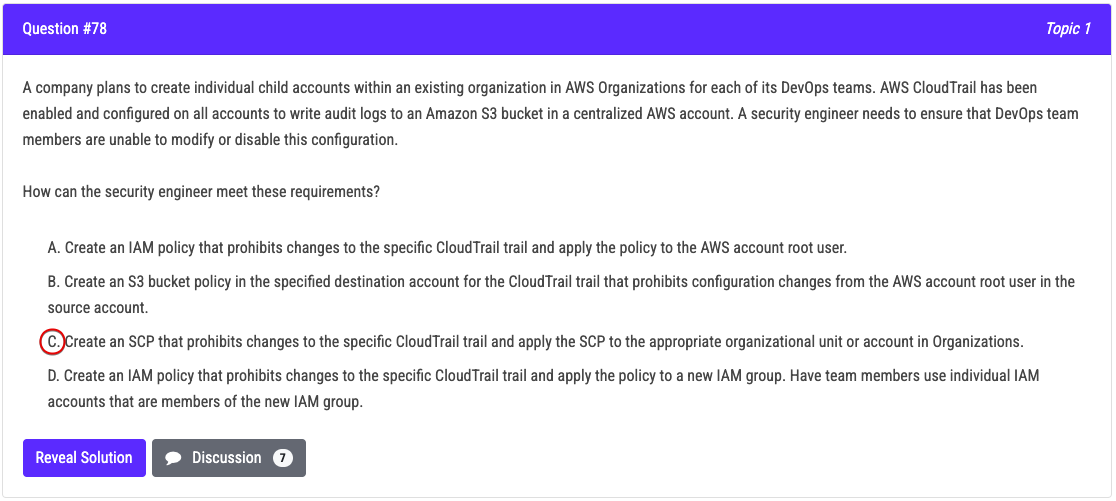 Question #78
Topic 1
A company plans to create individual child accounts within an existing organization in AWS Organizations for each of its DevOps teams. AWS CloudTrail has been
enabled and configured on all accounts to write audit logs to an Amazon S3 bucket in a centralized AWS account. A security engineer needs to ensure that DevOps team
members are unable to modify or disable this configuration.
How can the security engineer meet these requirements?
A. Create an IAM policy that prohibits changes to the specific CloudTrail trail and apply the policy to the AWS account root user.
B. Create an S3 bucket policy in the specified destination account for the CloudTrail trail that prohibits configuration changes from the AWS account root user in the
source account.
C. Create an SCP that prohibits changes to the specific CloudTrail trail and apply the SCP to the appropriate organizational unit or account in Organizations.
D. Create an IAM policy that prohibits changes to the specific CloudTrail trail and apply the policy to a new IAM group. Have team members use individual IAM
accounts that are members of the new IAM group.
Reveal Solution
Discussion 7